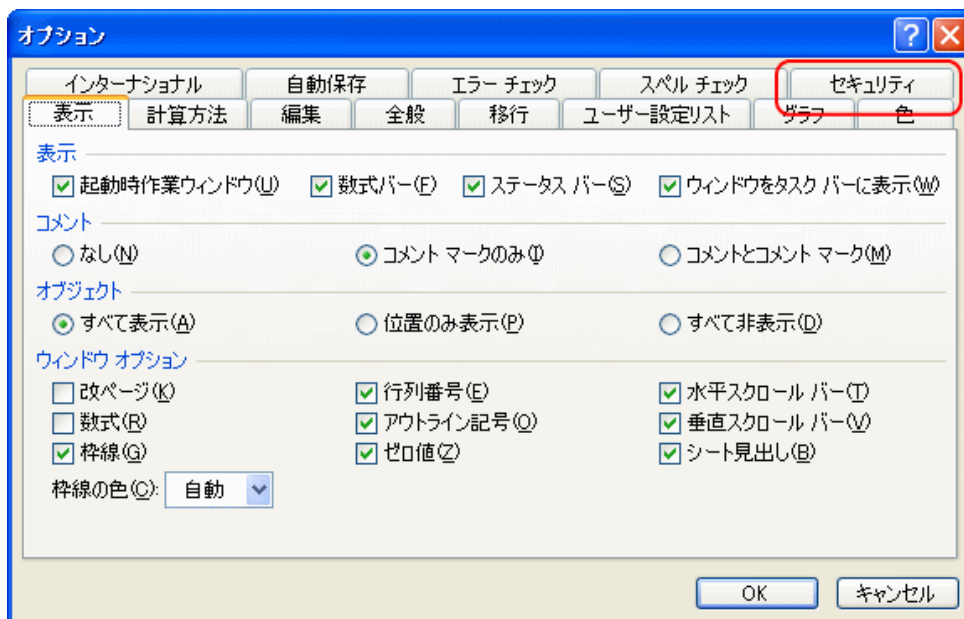 オプション
インターナショナル 自動保存 エラー チェック スペル チェック セキュリティ
表示 計算方法 編集 全般 移行 ユーザー設定リスト グラフ 色
表示
起動時作業ウィンドウ(U) 数式バー(F) ステータス バー(S) ウィンドウをタスク バーに表示(W)
コメント
なし(N) コメント マークのみ(I) コメントとコメント マーク(M)
オブジェクト
すべて表示(A) 位置のみ表示(P) すべて非表示(D)
ウィンドウ オプション
改ページ(K) 行列番号(E) 水平スクロール バー(T)
数式(R) アウトライン記号(O) 垂直スクロール バー(V)
枠線(G) ゼロ値(Z) シート見出し(B)
枠線の色(C): 自動
OK キャンセル